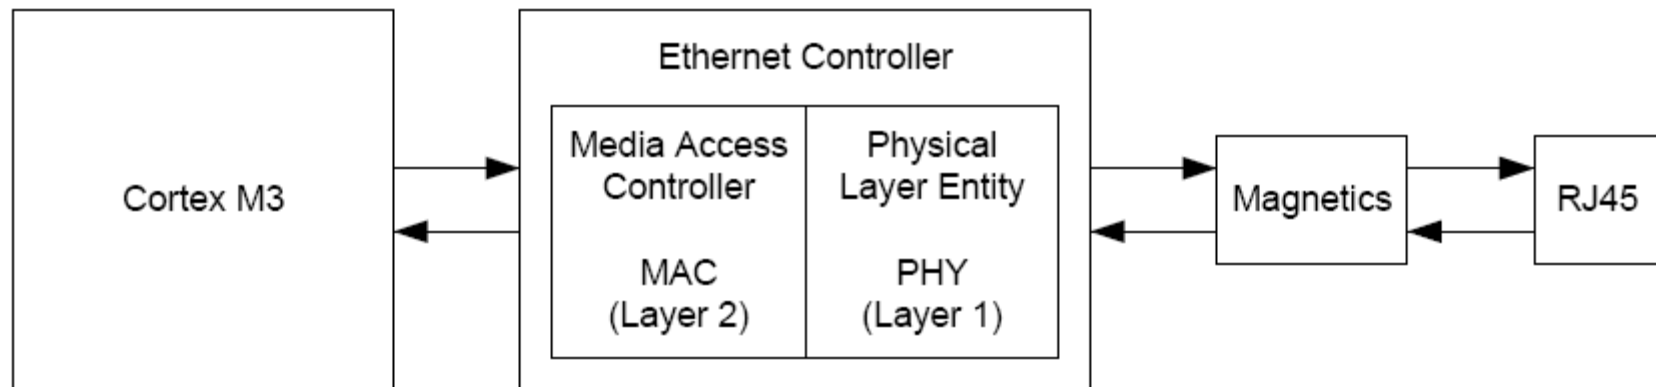 Cortex M3
Ethernet Controller
Media Access
Controller
MAC
(Layer 2)
Physical
Layer Entity
PHY
(Layer 1)
Magnetics
RJ45